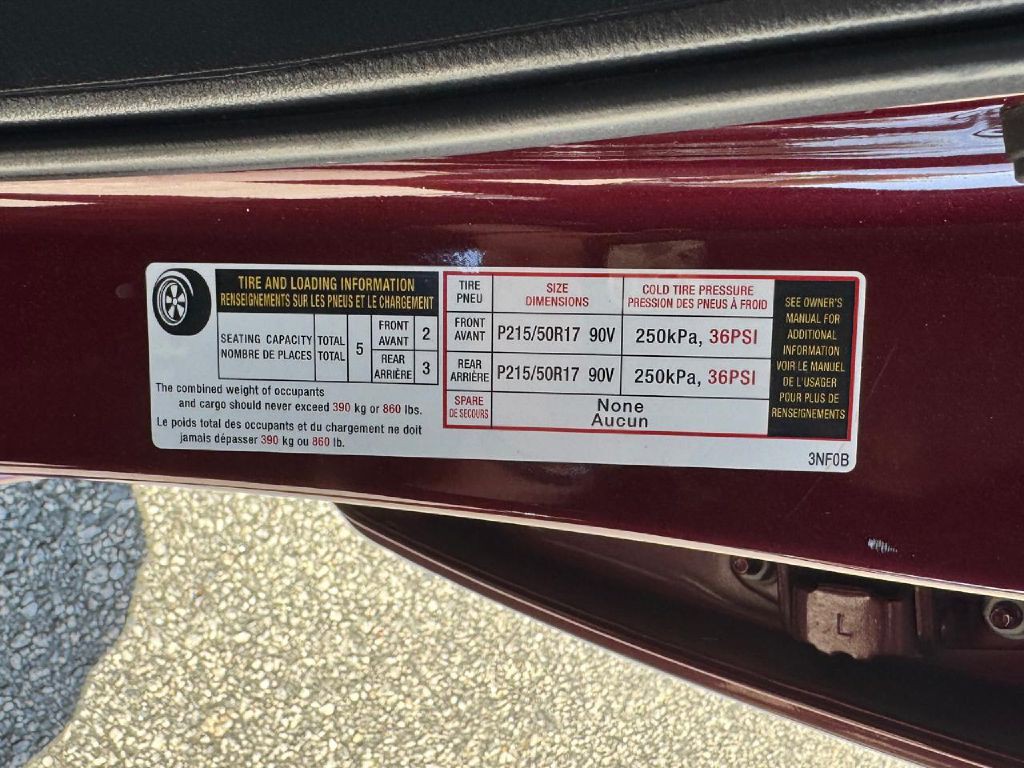 TIRE AND LOADING INFORMATION
RENSEIGNEMENTS SUR LES PNEUS ET LE CHARGEMENT
SEATING CAPACITY TOTAL 5 FRONT 2
NOMBRE DE PLACES TOTAL AVANT
REAR 3
ARRIÈRE
The combined weight of occupants
and cargo should never exceed 390 kg or 860 lbs.
Le poids total des occupants et du chargement ne doit
jamais dépasser 390 kg ou 860 lb.
TIRE SIZE COLD TIRE PRESSURE
PNEU DIMENSIONS PRESSION DES PNEUS À FROID
FRONT
AVANT P215/50R17 90V 250kPa, 36PSI
REAR
ARRIÈRE P215/50R17 90V 250kPa, 36PSI
SPARE None
DE SECOURS Aucun
SEE OWNER'S
MANUAL FOR
ADDITIONAL
INFORMATION
VOIR LE MANUEL
DE L'USAGER
POUR PLUS DE
RENSEIGNEMENTS
3NF0B
L